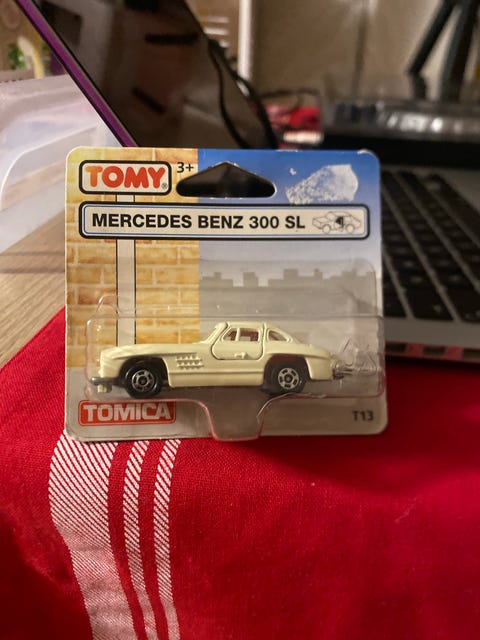 TOMY®
3+
MERCEDES BENZ 300 SL
TOMICA
T13